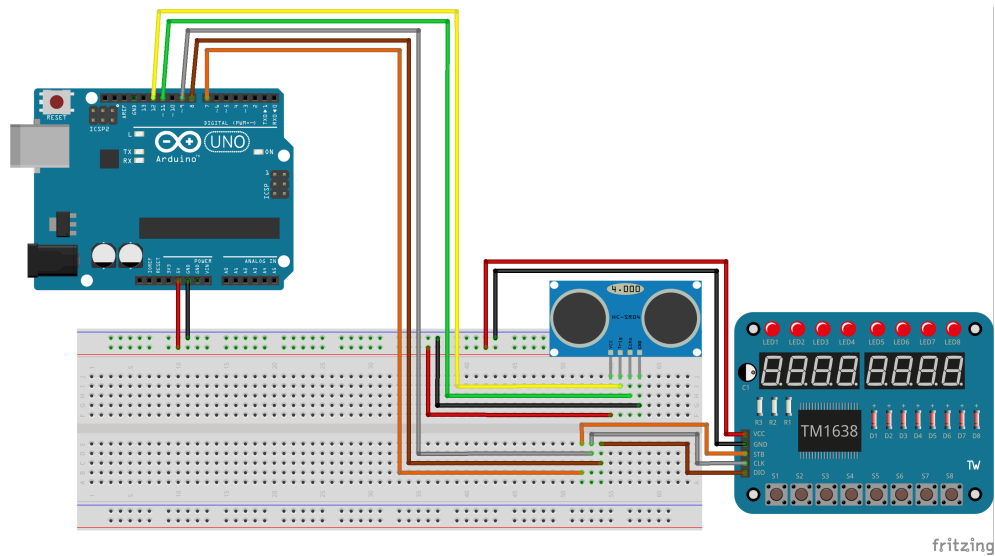 RESET
ICSP2
AREF
GND
13
12
~11
~10
~9
8
7
~6
~5
4
~3
2
TXD▶1
RXD◀0
DIGITAL (PWM=~)
L
TX
RX
Arduino™
UNO
ON
ICSP
1
POWER
ANALOG IN
IOREF
RESET
3V3
5V
GND
GND
VIN
A0
A1
A2
A3
A4
A5
4.000
HC-SR04
VCC
Trig
Echo
GND
LED1 LED2 LED3 LED4 LED5 LED6 LED7 LED8
C1
R3 R2 R1
TM1638
D1 D2 D3 D4 D5 D6 D7 D8
VCC
GND
STB
CLK
DIO
TW
S1 S2 S3 S4 S5 S6 S7 S8
fritzing